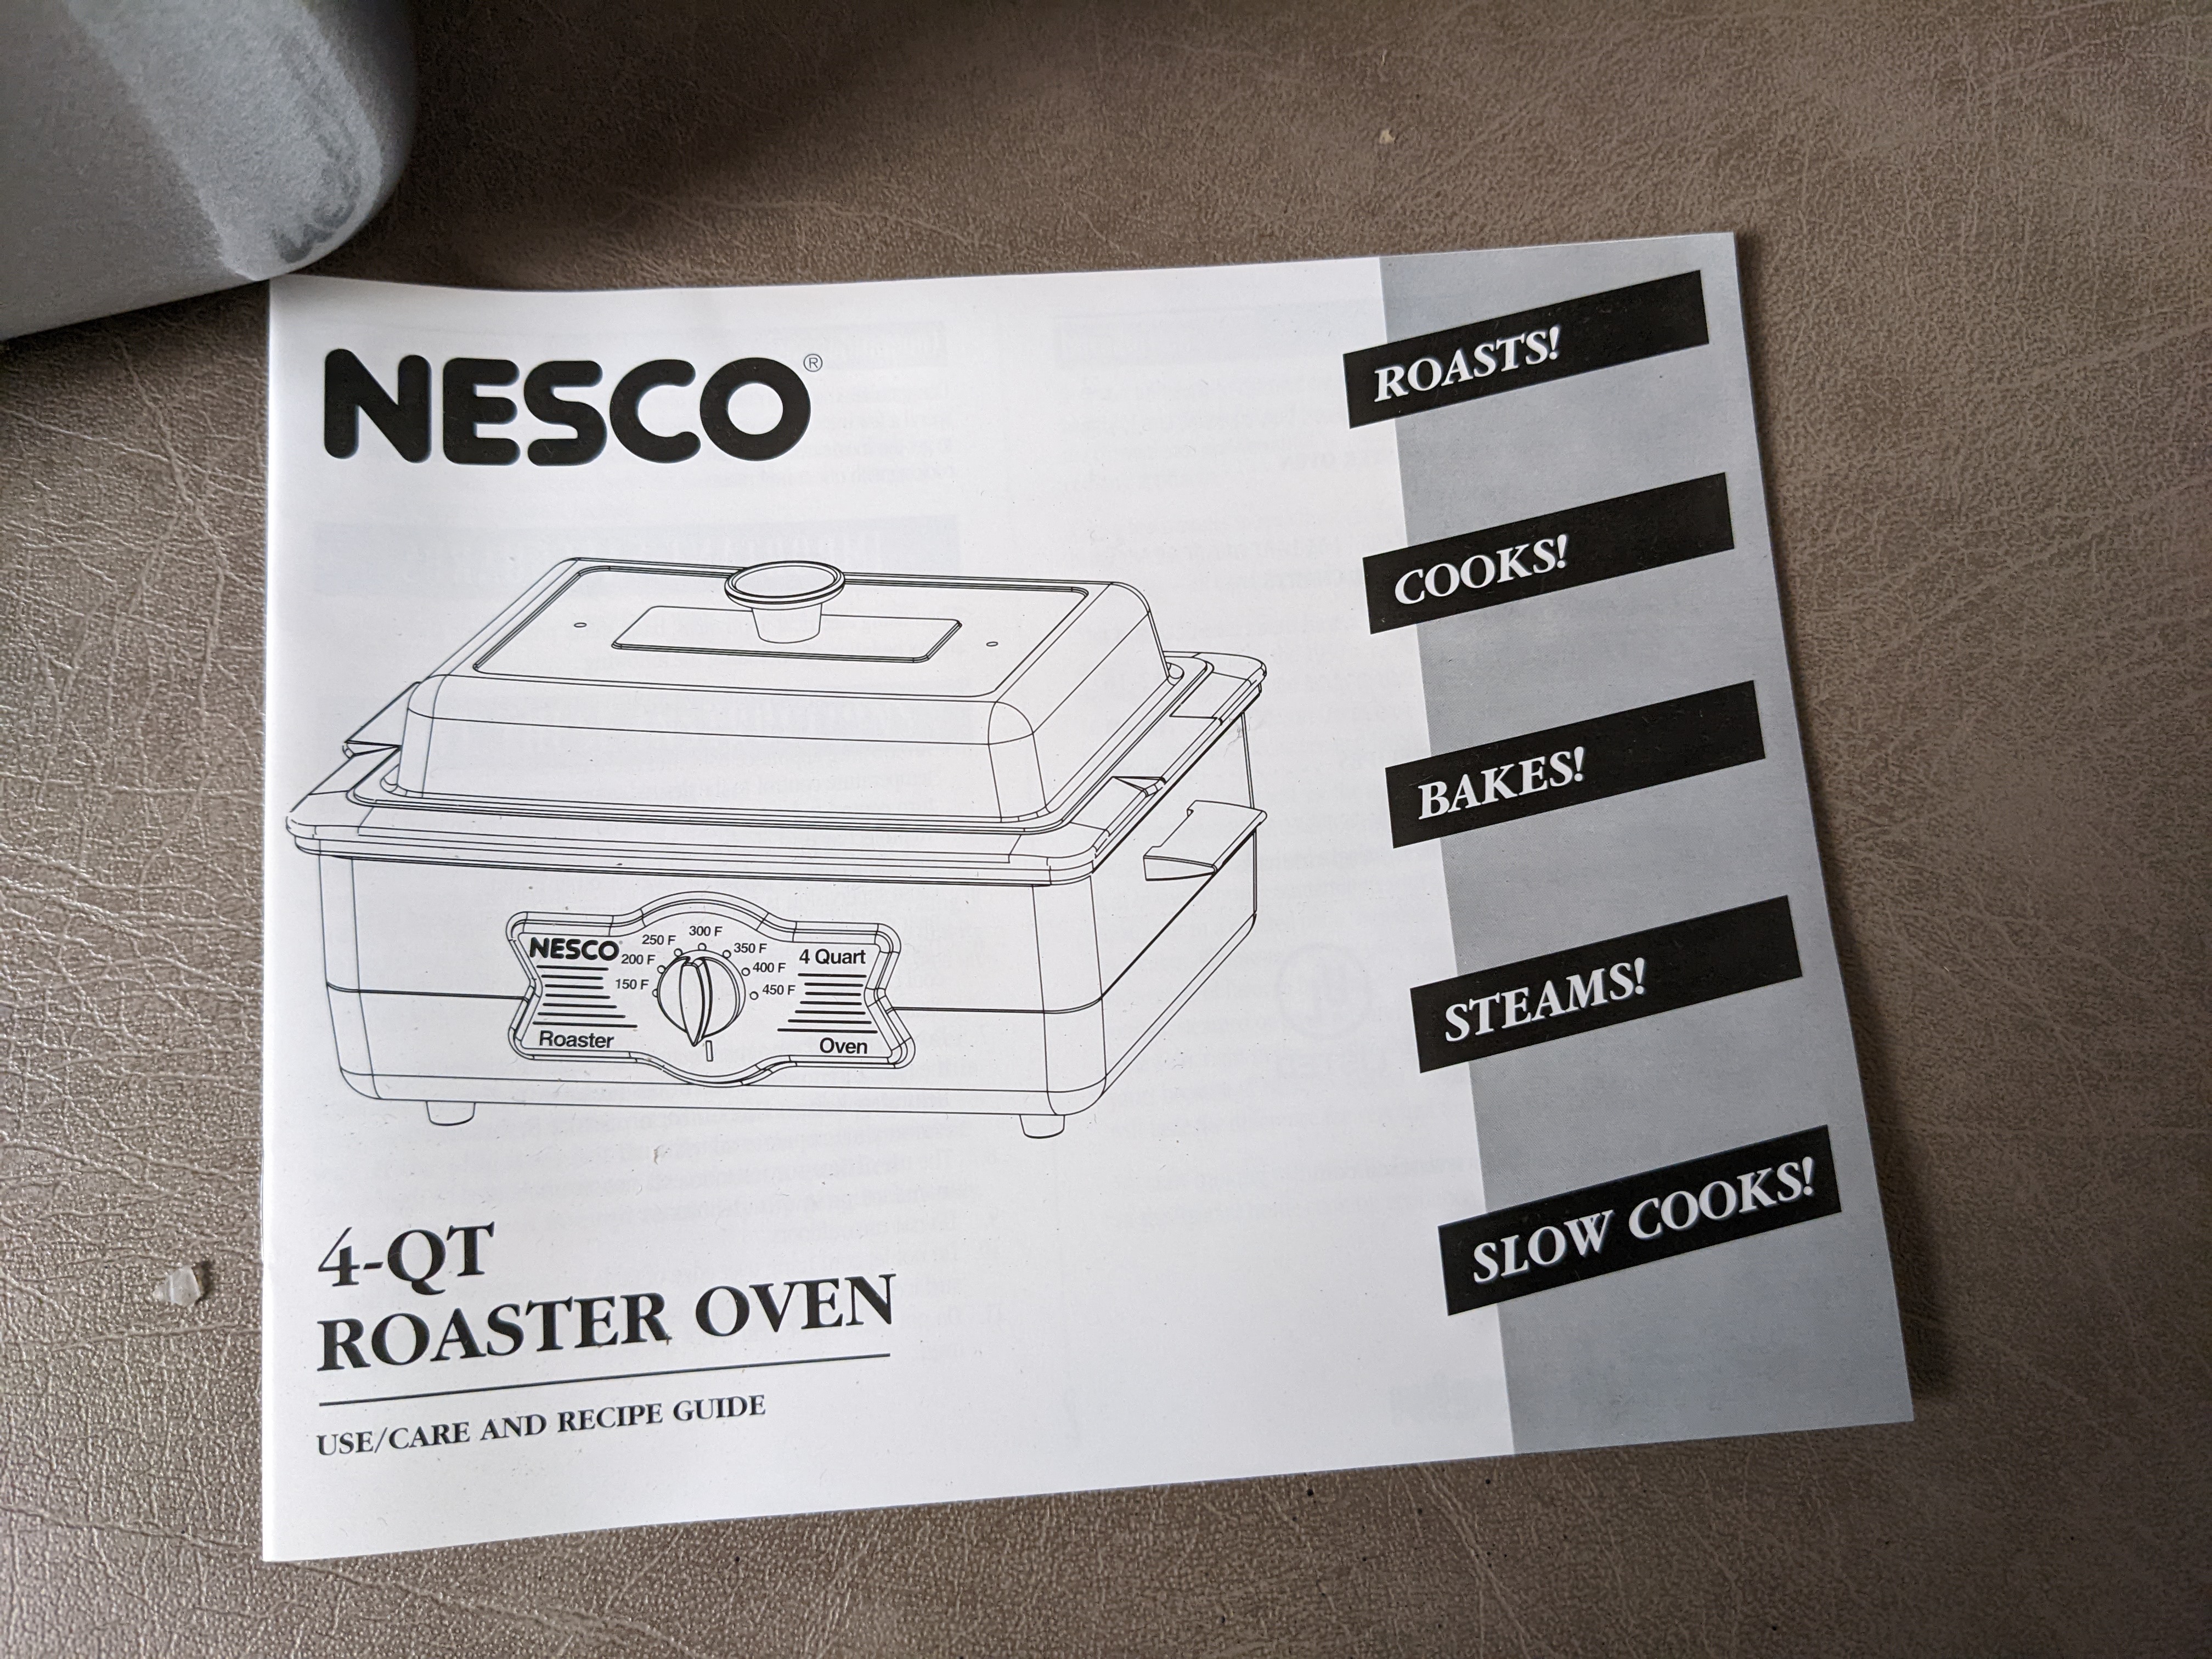 NESCO®
ROASTS!
COOKS!
BAKES!
STEAMS!
SLOW COOKS!
NESCO
150 F
200 F
250 F
300 F
350 F
400 F
450 F
4 Quart
Roaster
Oven
4-QT
ROASTER OVEN
USE/CARE AND RECIPE GUIDE